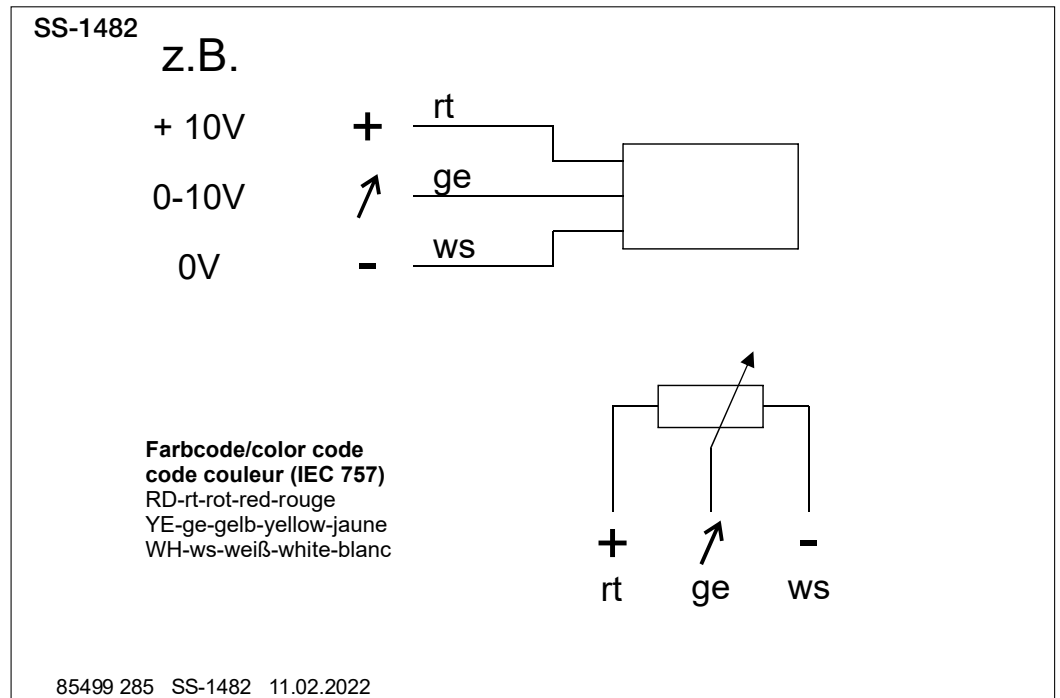 SS-1482
z.B.
+ 10V + rt
0-10V ge
0V - ws
Farbcode/color code
code couleur (IEC 757)
RD-rt-rot-red-rouge
YE-ge-gelb-yellow-jaune
WH-ws-weiß-white-blanc
+ -
rt ge ws
85499 285 SS-1482 11.02.2022